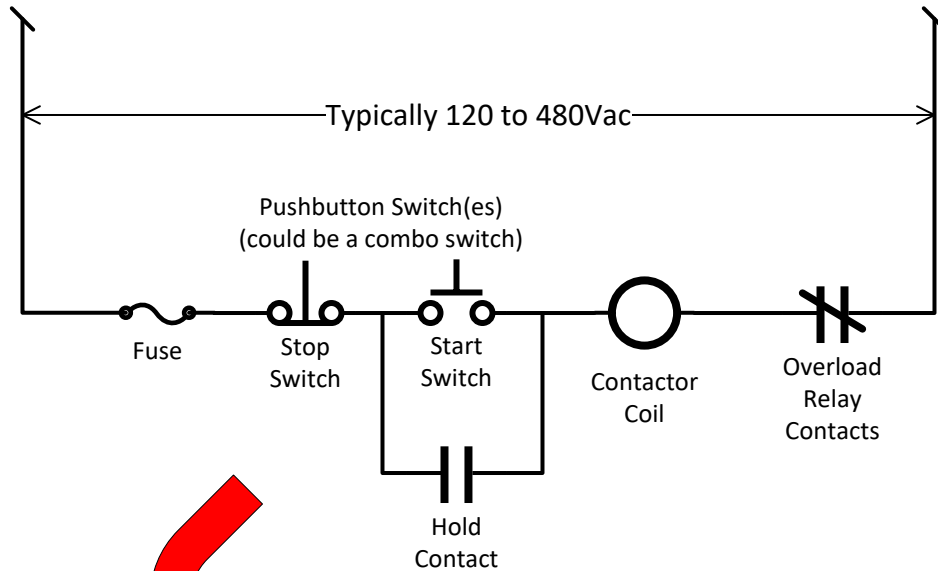 Typically 120 to 480Vac
Pushbutton Switch(es)
(could be a combo switch)
Fuse
Stop
Switch
Start
Switch
Contactor
Coil
Overload
Relay
Contacts
Hold
Contact